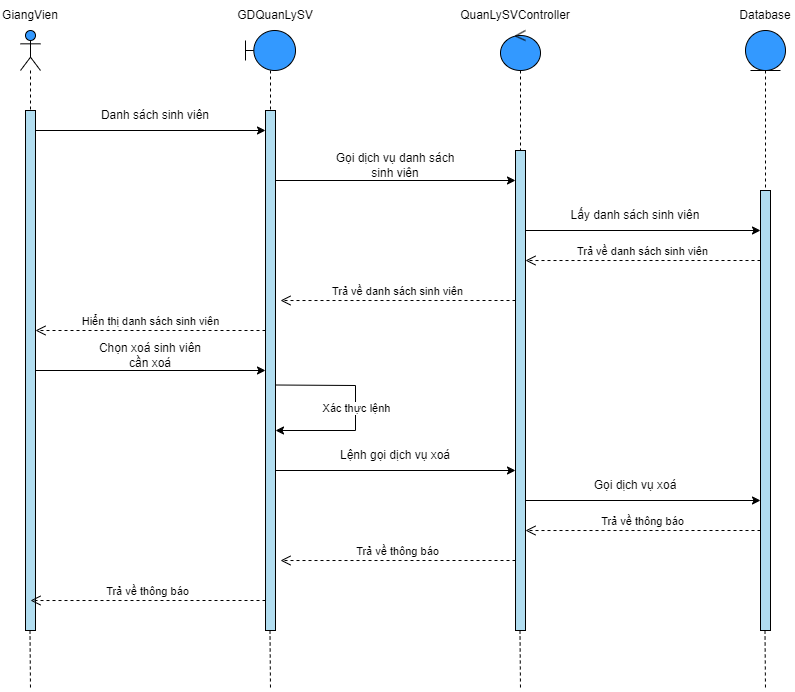 GiangVien
GDQuanLySV
QuanLySVController
Database
Danh sách sinh viên
Gọi dịch vụ danh sách
sinh viên
Lấy danh sách sinh viên
Trả về danh sách sinh viên
Trả về danh sách sinh viên
Hiển thị danh sách sinh viên
Chọn xoá sinh viên
cần xoá
Xác thực lệnh
Lệnh gọi dịch vụ xoá
Gọi dịch vụ xoá
Trả về thông báo
Trả về thông báo
Trả về thông báo